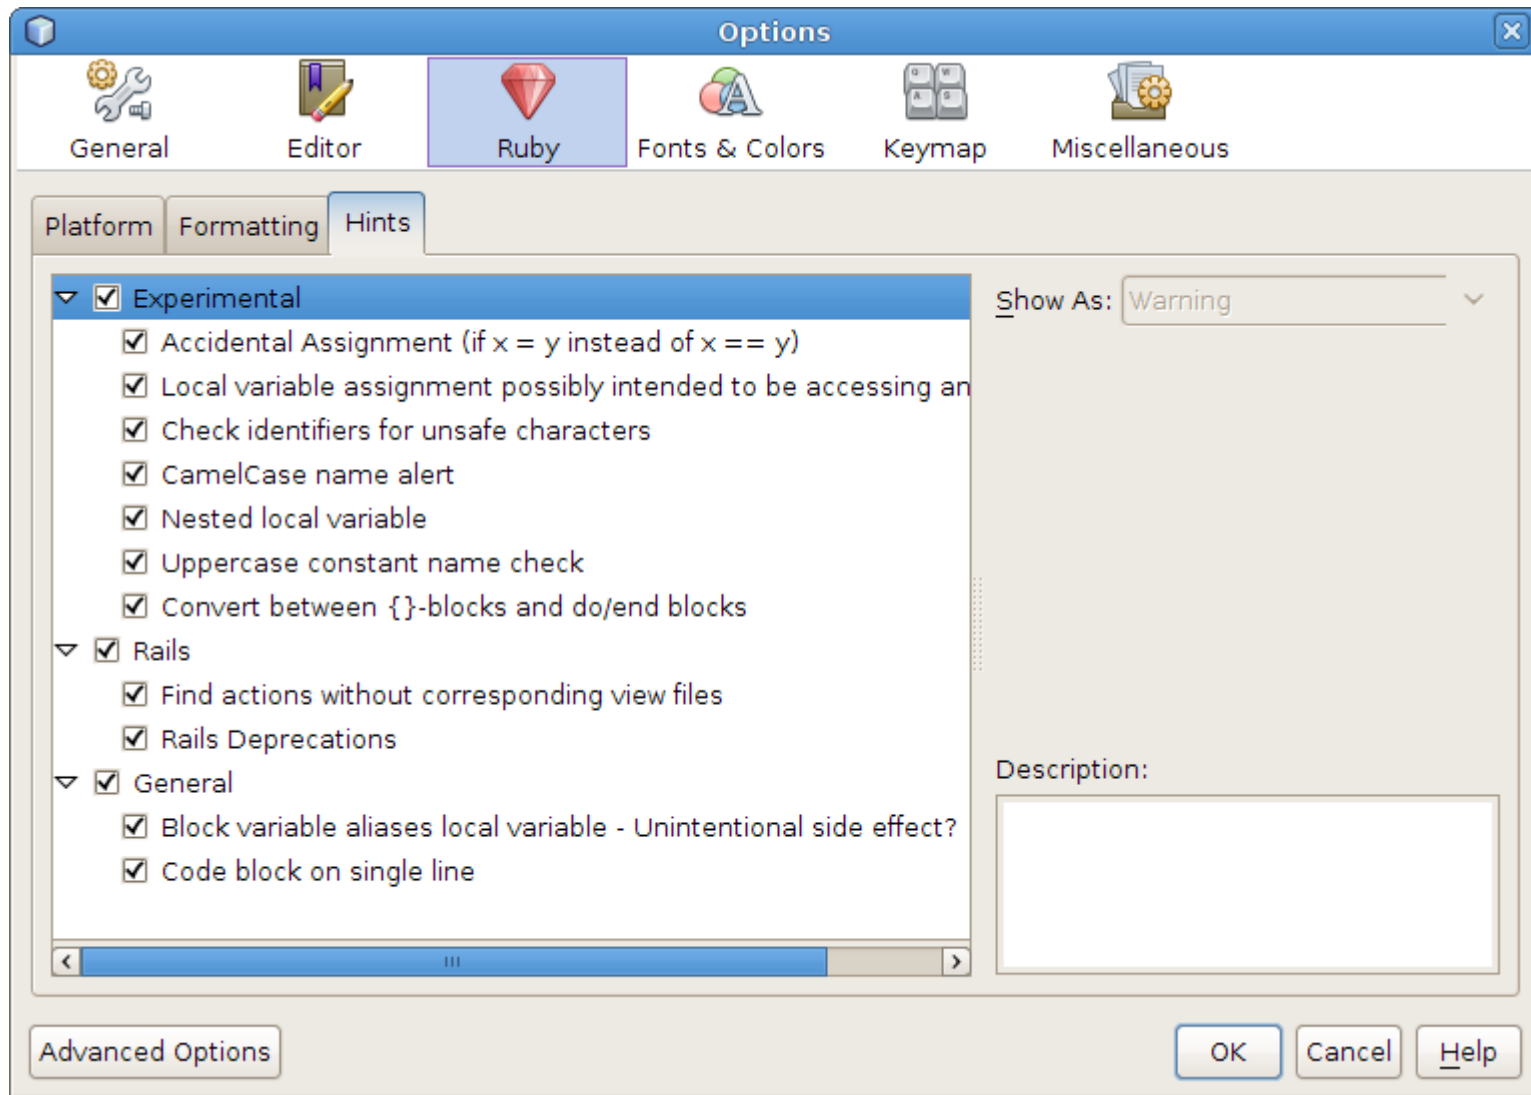 Options
General Editor Ruby Fonts & Colors Keymap Miscellaneous
Platform Formatting Hints
Experimental
Show As: Warning
Accidental Assignment (if x = y instead of x == y)
Local variable assignment possibly intended to be accessing an
Check identifiers for unsafe characters
CamelCase name alert
Nested local variable
Uppercase constant name check
Convert between {}-blocks and do/end blocks
Rails
Find actions without corresponding view files
Rails Deprecations
General
Block variable aliases local variable - Unintentional side effect?
Code block on single line
Description:
Advanced Options OK Cancel Help